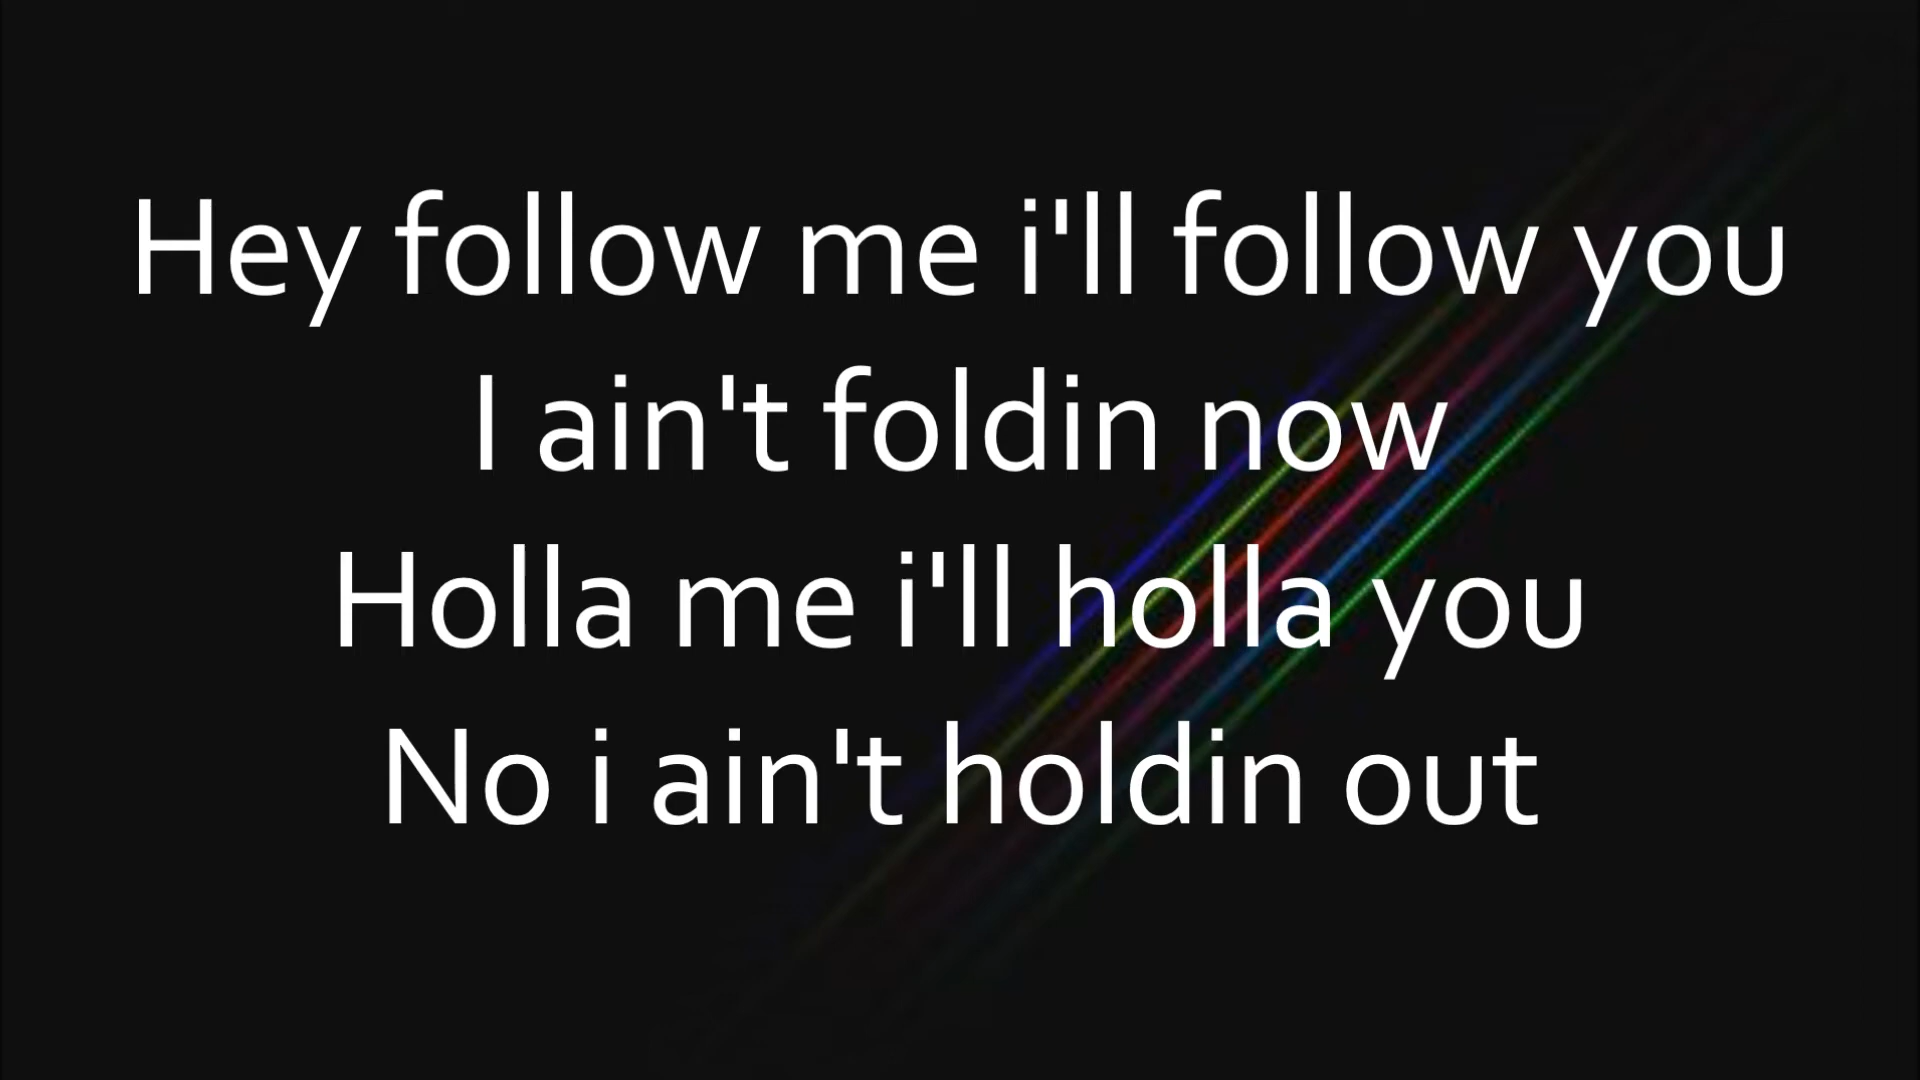 Hey follow me i'll follow you
I ain't foldin now
Holla me i'll holla you
No i ain't holdin out